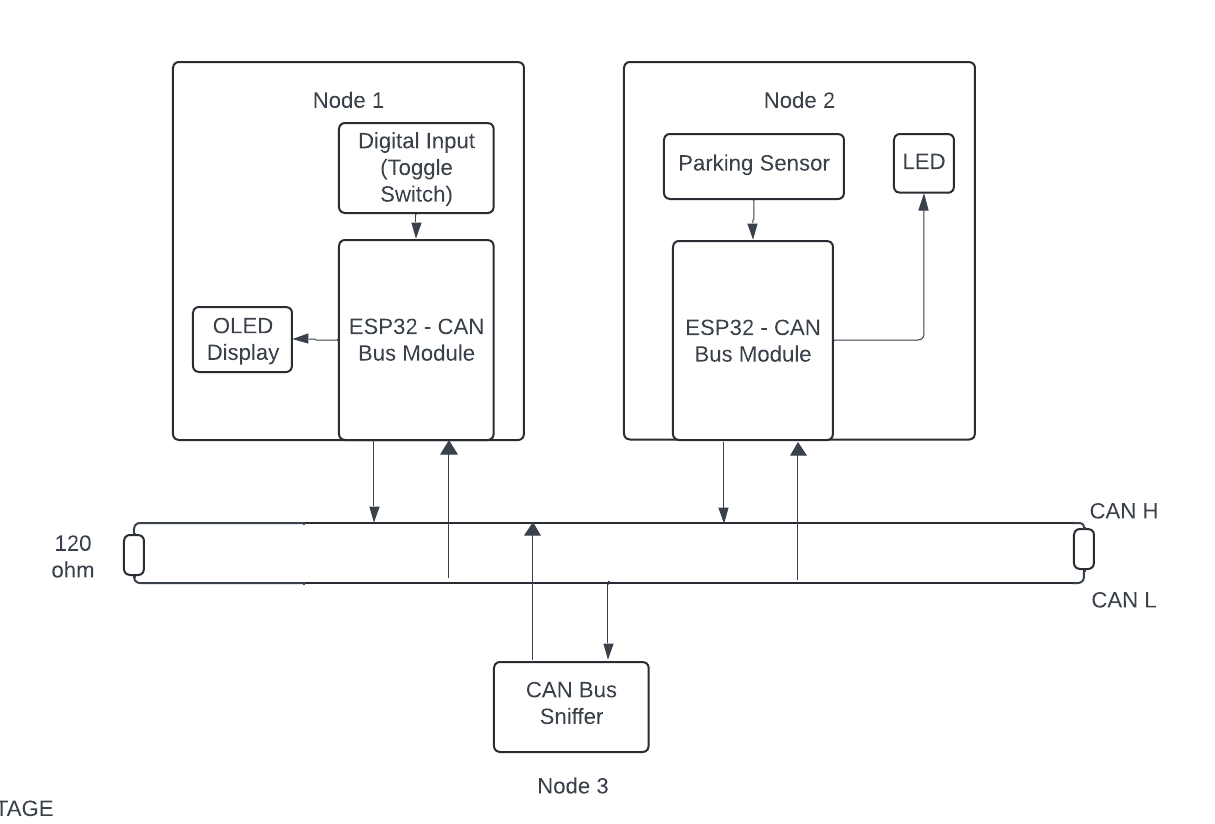 Node 1
Digital Input
(Toggle
Switch)
OLED
Display
ESP32 - CAN
Bus Module
Node 2
Parking Sensor
LED
ESP32 - CAN
Bus Module
CAN H
120
ohm
CAN L
CAN Bus
Sniffer
Node 3
TAGE